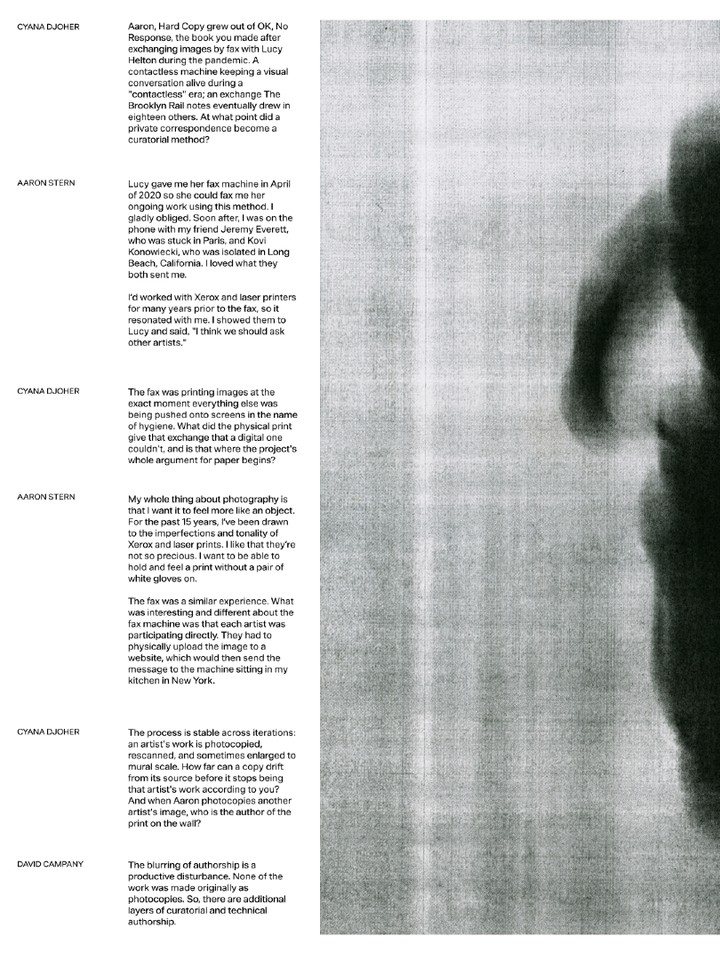 CYANA DJOHER
Aaron, Hard Copy grew out of OK, No
Response, the book you made after
exchanging images by fax with Lucy
Helton during the pandemic. A
contactless machine keeping a visual
conversation alive during a
"contactless" era; an exchange The
Brooklyn Rail notes eventually drew in
eighteen others. At what point did a
private correspondence become a
curatorial method?
AARON STERN
Lucy gave me her fax machine in April
of 2020 so she could fax me her
ongoing work using this method. I
gladly obliged. Soon after, I was on the
phone with my friend Jeremy Everett,
who was stuck in Paris, and Kovi
Konowiecki, who was isolated in Long
Beach, California. I loved what they
both sent me.
I'd worked with Xerox and laser printers
for many years prior to the fax, so it
resonated with me. I showed them to
Lucy and said, "I think we should ask
other artists."
CYANA DJOHER
The fax was printing images at the
exact moment everything else was
being pushed onto screens in the name
of hygiene. What did the physical print
give that exchange that a digital one
couldn't, and is that where the project's
whole argument for paper begins?
AARON STERN
My whole thing about photography is
that I want it to feel more like an object.
For the past 15 years, I've been drawn
to the imperfections and tonality of
Xerox and laser prints. I like that they're
not so precious. I want to be able to
hold and feel a print without a pair of
white gloves on.
The fax was a similar experience. What
was interesting and different about the
fax machine was that each artist was
participating directly. They had to
physically upload the image to a
website, which would then send the
message to the machine sitting in my
kitchen in New York.
CYANA DJOHER
The process is stable across iterations:
an artist's work is photocopied,
rescanned, and sometimes enlarged to
mural scale. How far can a copy drift
from its source before it stops being
that artist's work according to you?
And when Aaron photocopies another
artist's image, who is the author of the
print on the wall?
DAVID CAMPANY
The blurring of authorship is a
productive disturbance. None of the
work was made originally as
photocopies. So, there are additional
layers of curatorial and technical
authorship.